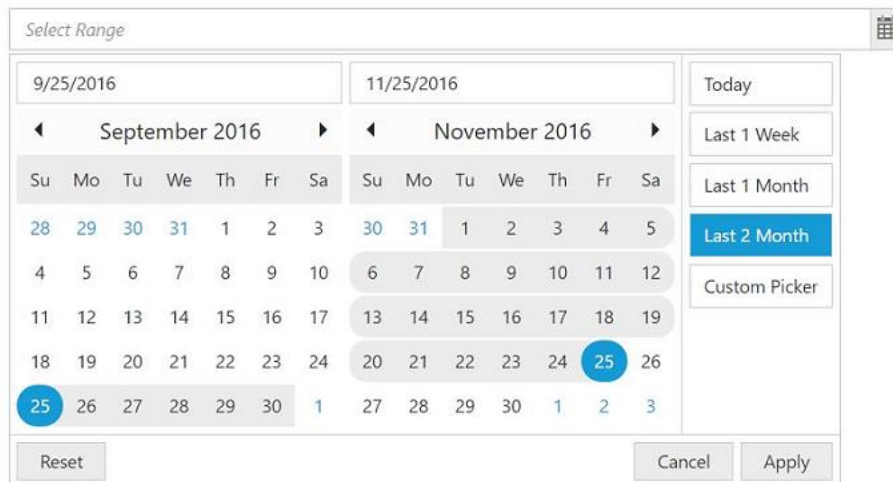 Select Range
9/25/2016 11/25/2016 Today
September 2016 November 2016 Last 1 Week
Su Mo Tu We Th Fr Sa Su Mo Tu We Th Fr Sa Last 1 Month
28 29 30 31 1 2 3 30 31 1 2 3 4 5 Last 2 Month
4 5 6 7 8 9 10 6 7 8 9 10 11 12 Custom Picker
11 12 13 14 15 16 17 13 14 15 16 17 18 19
18 19 20 21 22 23 24 20 21 22 23 24 25 26
25 26 27 28 29 30 1 27 28 29 30 1 2 3
Reset Cancel Apply